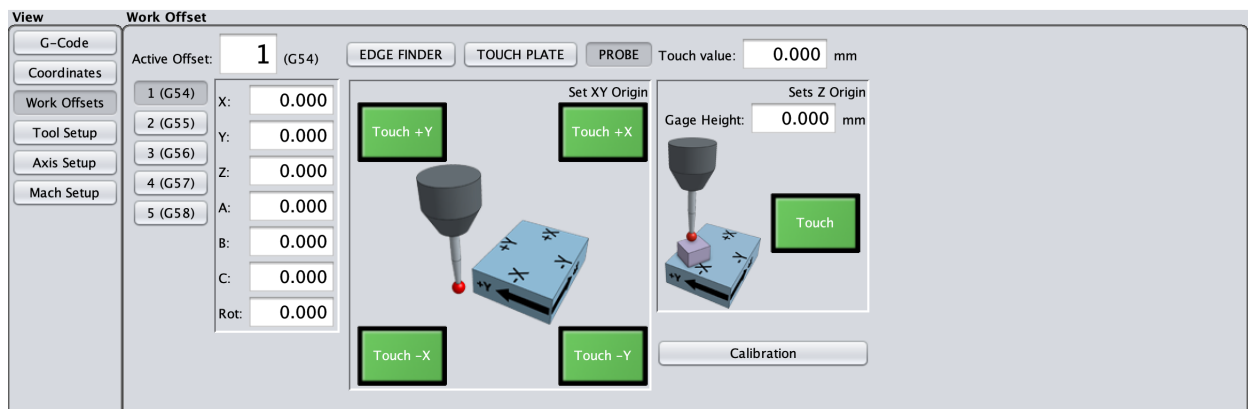 View
Work Offset
G-Code
Coordinates
Work Offsets
Tool Setup
Axis Setup
Mach Setup
Active Offset: 1 (G54)
EDGE FINDER TOUCH PLATE PROBE Touch value: 0.000 mm
1 (G54)
2 (G55)
3 (G56)
4 (G57)
5 (G58)
X: 0.000
Y: 0.000
Z: 0.000
A: 0.000
B: 0.000
C: 0.000
Rot: 0.000
Set XY Origin
Touch +Y
Touch +X
+Y
+X
-X
-Y
+Y
-X
Touch -X
Touch -Y
Sets Z Origin
Gage Height: 0.000 mm
Touch
+X
-Y
-X
+Y
Calibration